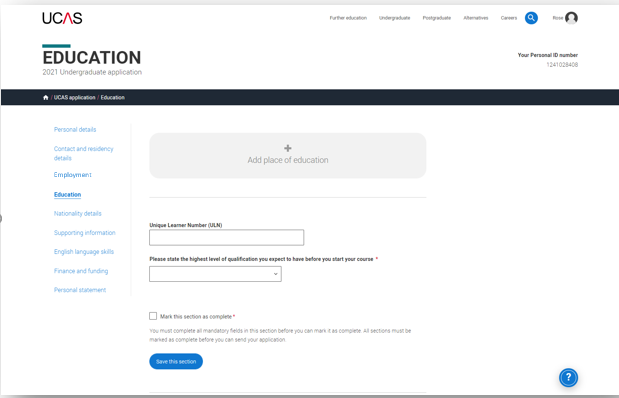 UCAS
Further education Undergraduate Postgraduate Alternatives Careers Rose
EDUCATION
2021 Undergraduate application
Your Personal ID number
1241028408
/ UCAS application / Education
Personal details
Contact and residency
details
Employment
Education
Nationality details
Supporting information
English language skills
Finance and funding
Personal statement
+
Add place of education
Unique Learner Number (ULN)
Please state the highest level of qualification you expect to have before you start your course *
Mark this section as complete *
You must complete all mandatory fields in this section before you can mark it as complete. All sections must be
marked as complete before you can send your application.
Save this section
?